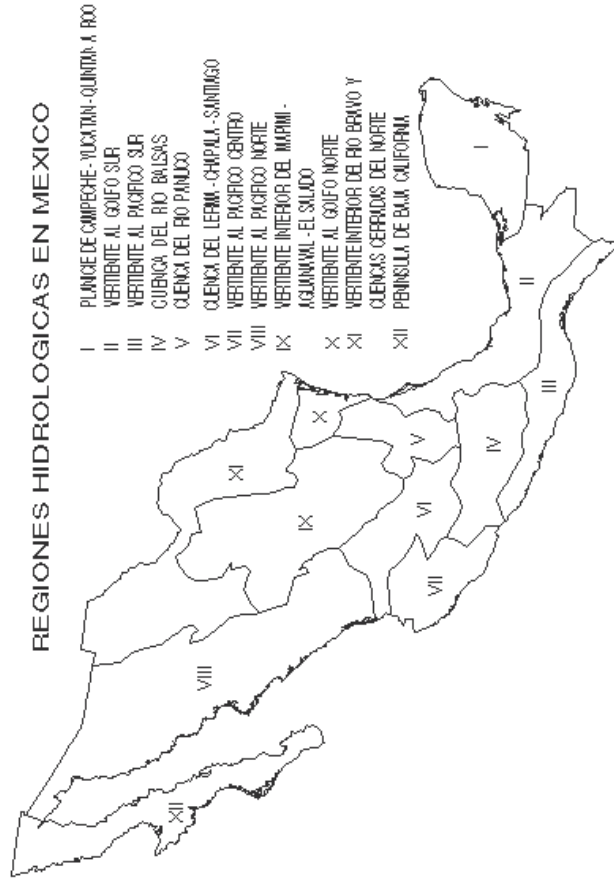 REGIONES HIDROLOGICAS EN MEXICO
I PLANICIE DE CAMPECHE - YUCATAN - QUINTANA ROO
II VERTIENTE AL GOLFO SUR
III VERTIENTE AL PACIFICO SUR
IV CUENCA DEL RIO BALSAS
V CUENCA DEL RIO PANUCO
VI CUENCA DEL LERMA - CHAPALA - SANTIAGO
VII VERTIENTE AL PACIFICO CENTRO
VIII VERTIENTE AL PACIFICO NORTE
IX VERTIENTE INTERIOR DEL MAPIMI -
AGUANAVAL - EL SALADO
X VERTIENTE AL GOLFO NORTE
XI VERTIENTE INTERIOR DEL RIO BRAVO Y
CUENCAS CERRADAS DEL NORTE
XII PENINSULA DE BAJA CALIFORNIA
XII
VIII
XI
IX
X
VII
VI
V
IV
III
II
I